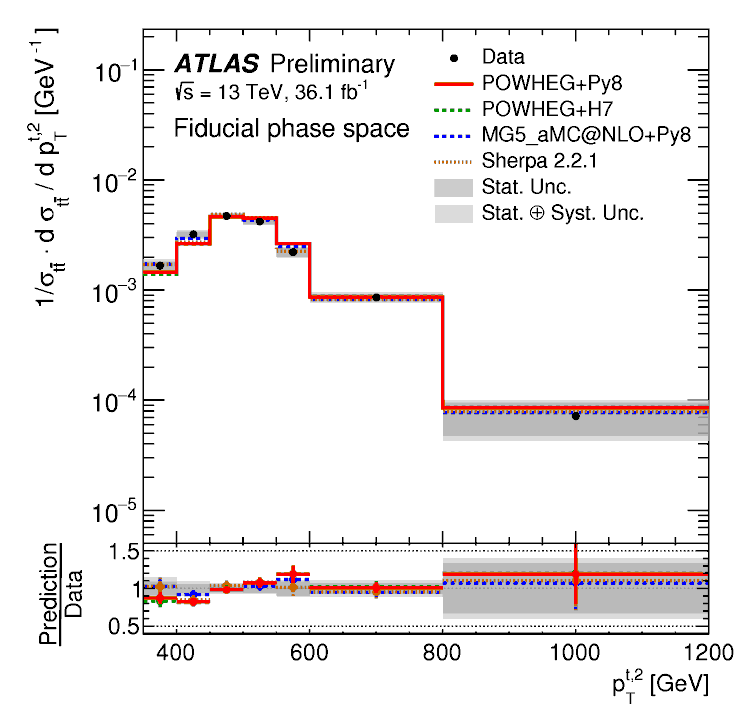 ATLAS Preliminary
√s = 13 TeV, 36.1 fb⁻¹
Fiducial phase space
Data
POWHEG+Py8
POWHEG+H7
MG5_aMC@NLO+Py8
Sherpa 2.2.1
Stat. Unc.
Stat. ⊕ Syst. Unc.
1/σ_tt̄ · d σ_tt̄ / d p_T^t,2 [GeV⁻¹]
10⁻¹
10⁻²
10⁻³
10⁻⁴
10⁻⁵
Prediction
Data
1.5
1
0.5
400 600 800 1000 1200
p_T^t,2 [GeV]